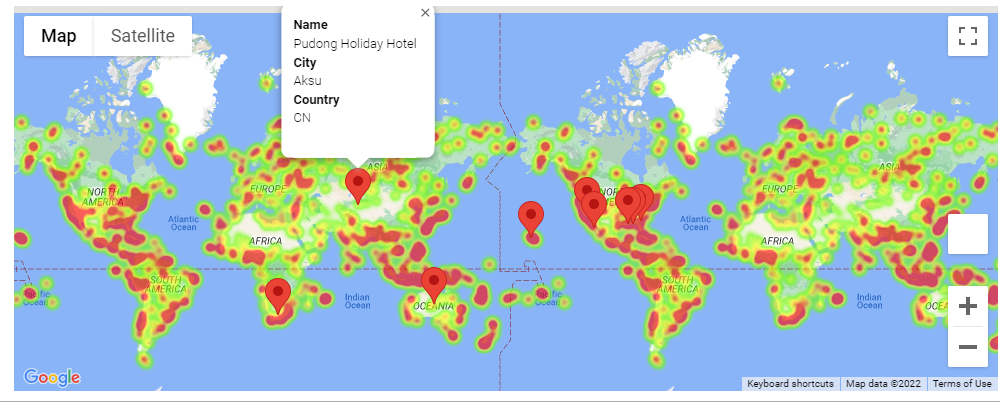 Map
Satellite
Name
Pudong Holiday Hotel
City
Aksu
Country
CN
ASIA
NORTH
AMERICA
EUROPE
Atlantic
Ocean
AFRICA
SOUTH
AMERICA
Indian
Ocean
OCEANIA
Pacific
Ocean
NORTH
AMERICA
EUROPE
ASIA
Atlantic
Ocean
AFRICA
SOUTH
AMERICA
Indian
Ocean
Pacific
Ocean
OCEA
Google
Keyboard shortcuts
Map data ©2022
Terms of Use